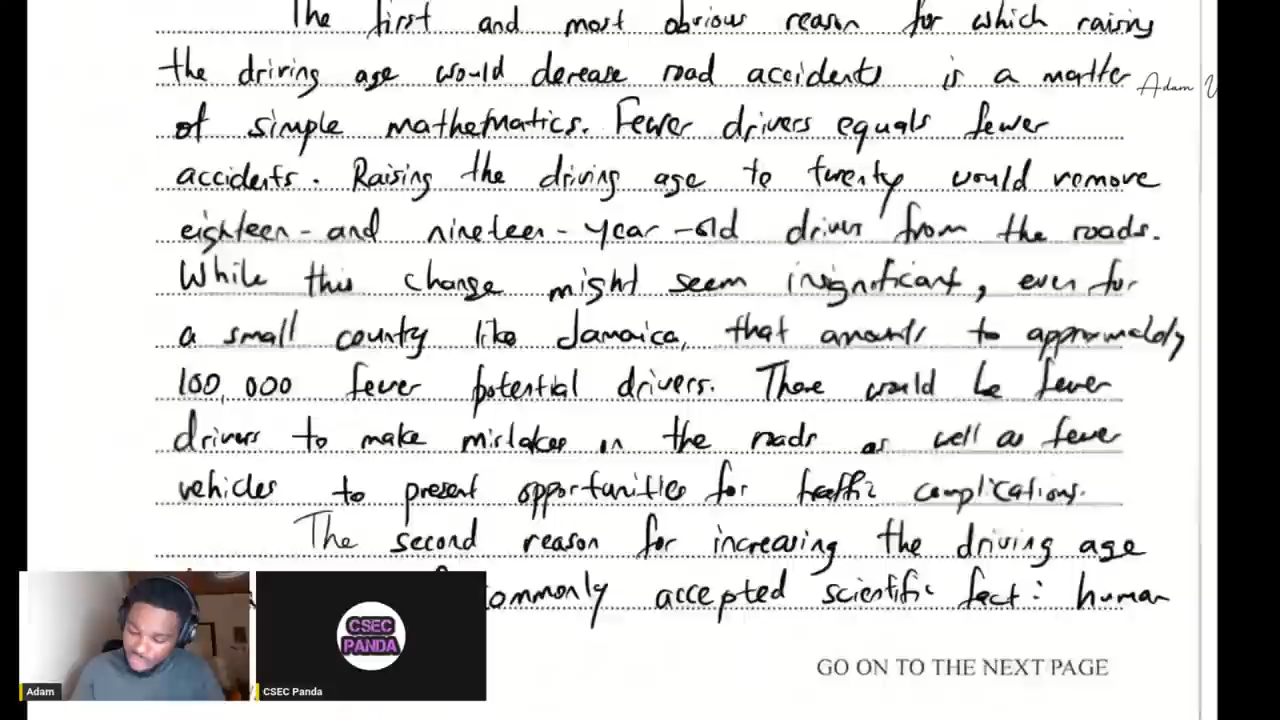 The first and most obvious reason for which raising
the driving age would derease road accidents is a matter
Adam
of simple mathematics. Fewer drivers equals fewer
accidents. Raising the driving age to twenty would remove
eighteen-and nineteen-year-old driver from the roads.
While this change might seem insignificant, even for
a small county like Jamaica, that amounts to approximately
100,000 fewer potential drivers. There would be fewer
drivers to make mistakes on the roads as well as fewer
vehicles to present opportunities for traffic complications.
The second reason for increasing the driving age
commonly accepted scientific fact: human
CSEC
PANDA
GO ON TO THE NEXT PAGE
Adam
CSEC Panda